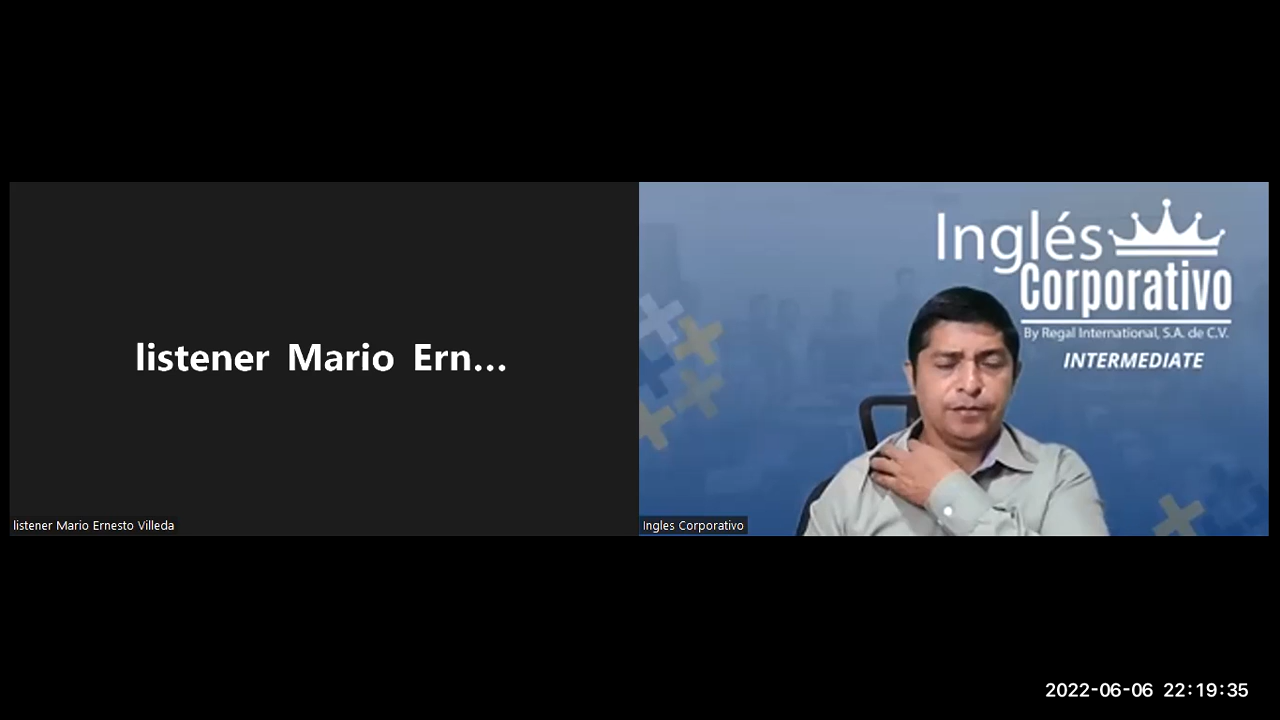 listener Mario Ern...
listener Mario Ernesto Villeda
Inglés
Corporativo
By Regal International, S.A. de C.V.
INTERMEDIATE
Ingles Corporativo
2022-06-06 22:19:35